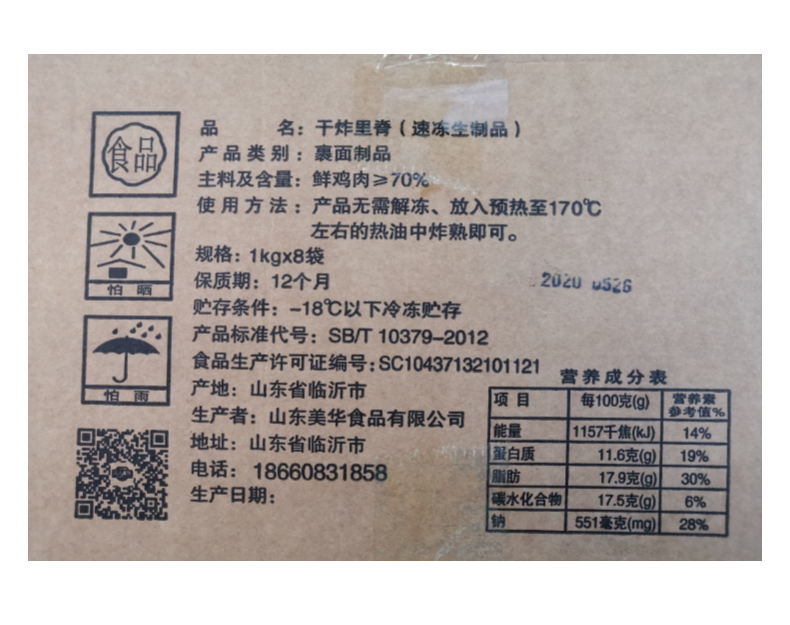 食品
怕 晒
怕 雨
品 名：干炸里脊（速冻生制品）
产品类别：裹面制品
主料及含量：鲜鸡肉≥70%
使用方法：产品无需解冻、放入预热至170℃
左右的热油中炸熟即可。
规格：1kgx8袋
保质期：12个月
2020 0526
贮存条件：-18℃以下冷冻贮存
产品标准代号：SB/T 10379-2012
食品生产许可证编号：SC10437132101121
产地：山东省临沂市
生产者：山东美华食品有限公司
地址：山东省临沂市
电话：18660831858
生产日期：
营养成分表
项 目 每100克(g) 营养素参考值%
能量 1157千焦(kJ) 14%
蛋白质 11.6克(g) 19%
脂肪 17.9克(g) 30%
碳水化合物 17.5克(g) 6%
钠 551毫克(mg) 28%